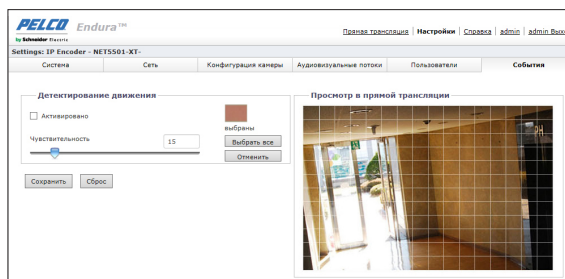 PELCO Endura™
by Schneider Electric
Прямая трансляция | Настройки | Справка | admin | admin Вых
Settings: IP Encoder - NET5501-XT-
Система Сеть Конфигурация камеры Аудиовизуальные потоки Пользователи События
Детектирование движения
Активировано
выбраны
Чувствительность 15 Выбрать все
Отменить
Сохранить Сброс
Просмотр в прямой трансляции